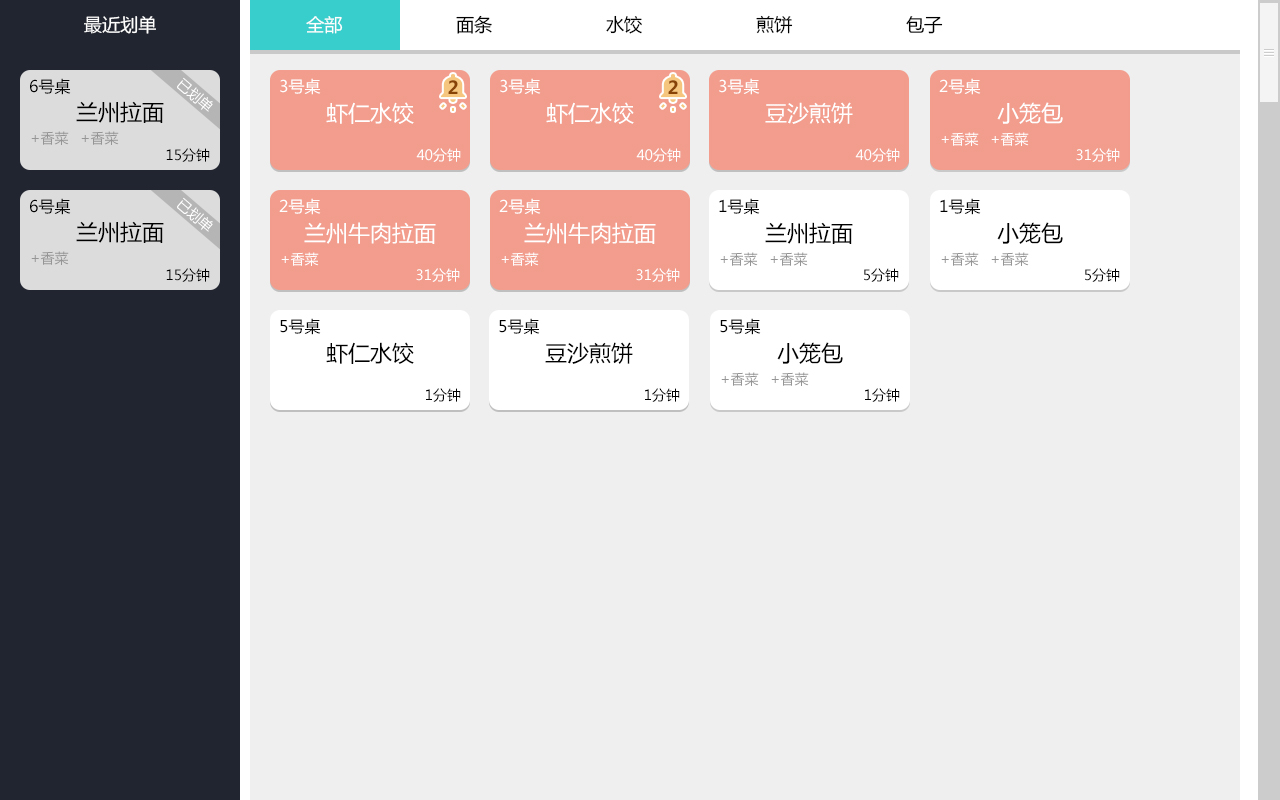 最近划单
6号桌
已划单
兰州拉面
+香菜 +香菜
15分钟
6号桌
已划单
兰州拉面
+香菜
15分钟
全部 面条 水饺 煎饼 包子
3号桌
2
虾仁水饺
40分钟
3号桌
2
虾仁水饺
40分钟
3号桌
豆沙煎饼
40分钟
2号桌
小笼包
+香菜 +香菜
31分钟
2号桌
兰州牛肉拉面
+香菜
31分钟
2号桌
兰州牛肉拉面
+香菜
31分钟
1号桌
兰州拉面
+香菜 +香菜
5分钟
1号桌
小笼包
+香菜 +香菜
5分钟
5号桌
虾仁水饺
1分钟
5号桌
豆沙煎饼
1分钟
5号桌
小笼包
+香菜 +香菜
1分钟